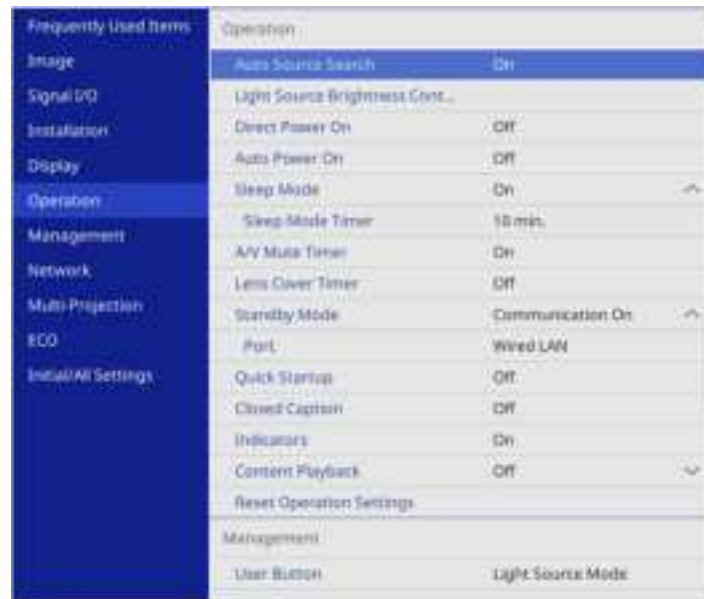 Frequently Used Items
Image
Signal I/O
Installation
Display
Operation
Management
Network
Multi-Projection
ECO
Initial/All Settings
Operation
Auto Source Search On
Light Source Brightness Cont...
Direct Power On Off
Auto Power On Off
Sleep Mode On
Sleep Mode Timer 10 min.
A/V Mute Timer On
Lens Cover Timer Off
Standby Mode Communication On
Port Wired LAN
Quick Startup Off
Closed Caption Off
Indicators On
Content Playback Off
Reset Operation Settings
Management
User Button Light Source Mode